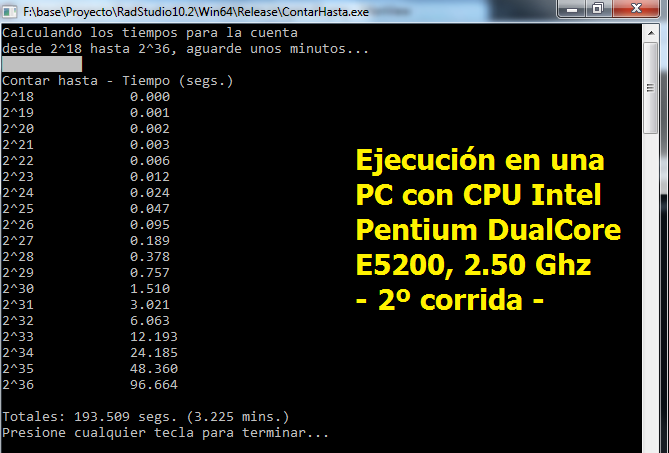 F:\base\Proyecto\RadStudio10.2\Win64\Release\ContarHasta.exe
Calculando los tiempos para la cuenta
desde 2^18 hasta 2^36, aguarde unos minutos...
Contar hasta - Tiempo (segs.)
2^18 0.000
2^19 0.001
2^20 0.002
2^21 0.003
2^22 0.006
2^23 0.012
2^24 0.024
2^25 0.047
2^26 0.095
2^27 0.189
2^28 0.378
2^29 0.757
2^30 1.510
2^31 3.021
2^32 6.063
2^33 12.193
2^34 24.185
2^35 48.360
2^36 96.664
Totales: 193.509 segs. (3.225 mins.)
Presione cualquier tecla para terminar...
Ejecución en una
PC con CPU Intel
Pentium DualCore
E5200, 2.50 Ghz
- 2º corrida -